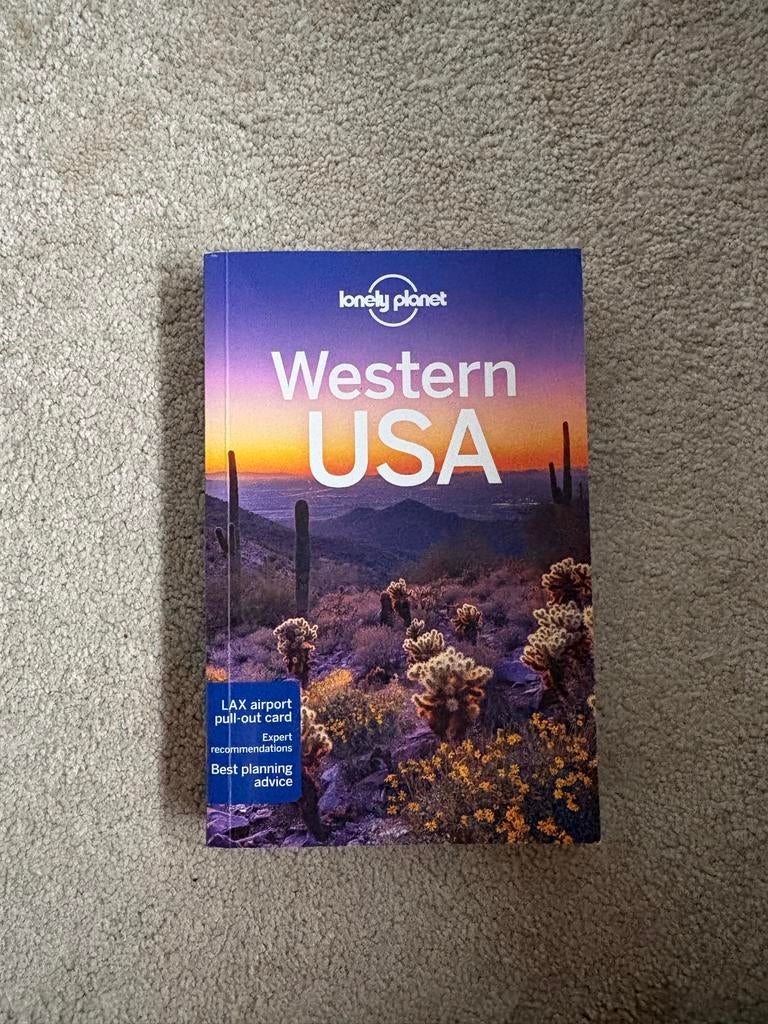 lonely planet
Western
USA
LAX airport
pull-out card
Expert
recommendations
Best planning
advice